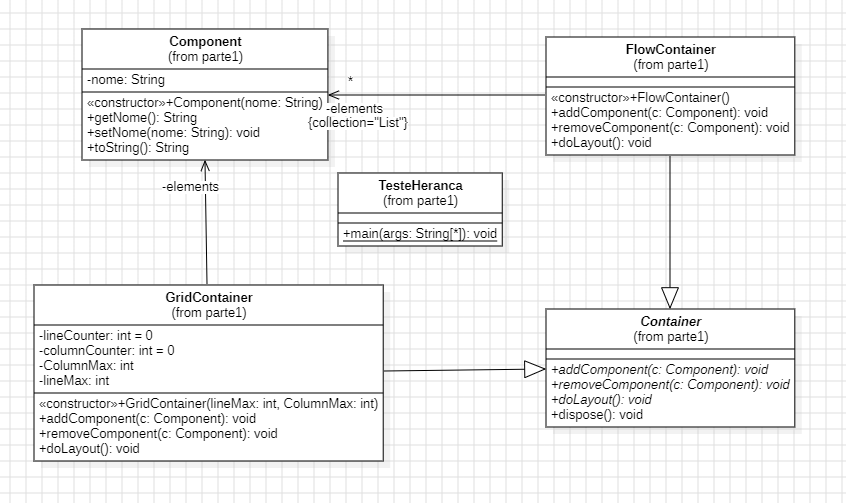 Component
(from parte1)
-nome: String
«constructor»+Component(nome: String)
+getNome(): String
+setNome(nome: String): void
+toString(): String
*
-elements
{collection="List"}
FlowContainer
(from parte1)
«constructor»+FlowContainer()
+addComponent(c: Component): void
+removeComponent(c: Component): void
+doLayout(): void
-elements
TesteHeranca
(from parte1)
+main(args: String[*]): void
GridContainer
(from parte1)
-lineCounter: int = 0
-columnCounter: int = 0
-ColumnMax: int
-lineMax: int
«constructor»+GridContainer(lineMax: int, ColumnMax: int)
+addComponent(c: Component): void
+removeComponent(c: Component): void
+doLayout(): void
Container
(from parte1)
+addComponent(c: Component): void
+removeComponent(c: Component): void
+doLayout(): void
+dispose(): void